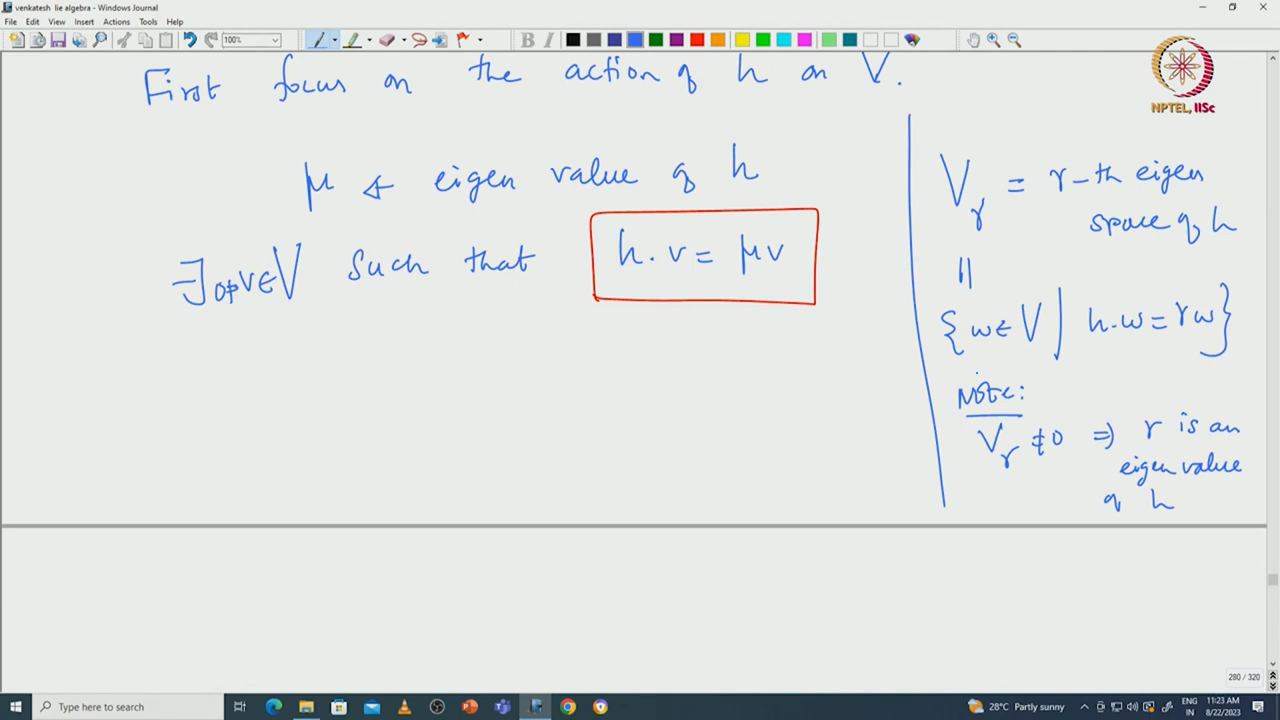 venkatesh lie algebra - Windows Journal
File Edit View Insert Actions Tools Help
100%
B I
NPTEL, IISc
First focus on the action of h on V.
μ ← eigen value of h
∃ 0≠v∈V such that h.v = μv
V_r = r-th eigen
space of h
||
{w∈V | h.w = rw}
Note:
V_r ≠ 0 ⇒ r is an
eigen value
of h
280 / 320
Type here to search
28°C Partly sunny
ENG
IN
11:23 AM
8/22/2023